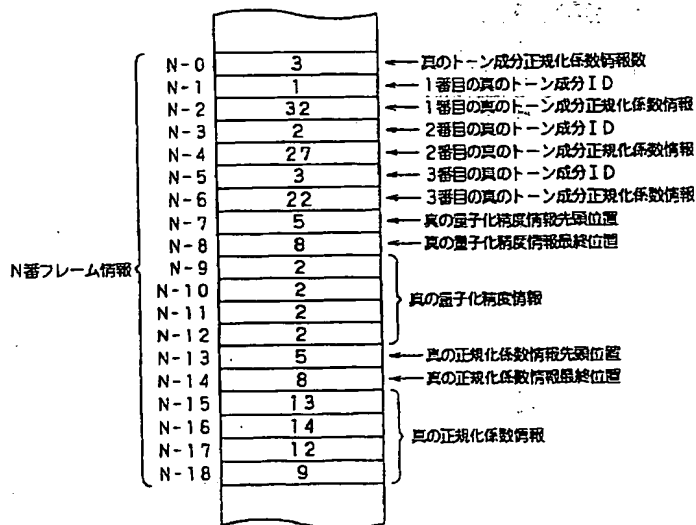 N-0 3 真のトーン成分正規化係数情報数
N-1 1 1番目の真のトーン成分ID
N-2 32 1番目の真のトーン成分正規化係数情報
N-3 2 2番目の真のトーン成分ID
N-4 27 2番目の真のトーン成分正規化係数情報
N-5 3 3番目の真のトーン成分ID
N-6 22 3番目の真のトーン成分正規化係数情報
N-7 5 真の量子化精度情報先頭位置
N-8 8 真の量子化精度情報最終位置
N番フレーム情報
N-9 2
N-10 2
真の量子化精度情報
N-11 2
N-12 2
N-13 5 真の正規化係数情報先頭位置
N-14 8 真の正規化係数情報最終位置
N-15 13
N-16 14
真の正規化係数情報
N-17 12
N-18 9